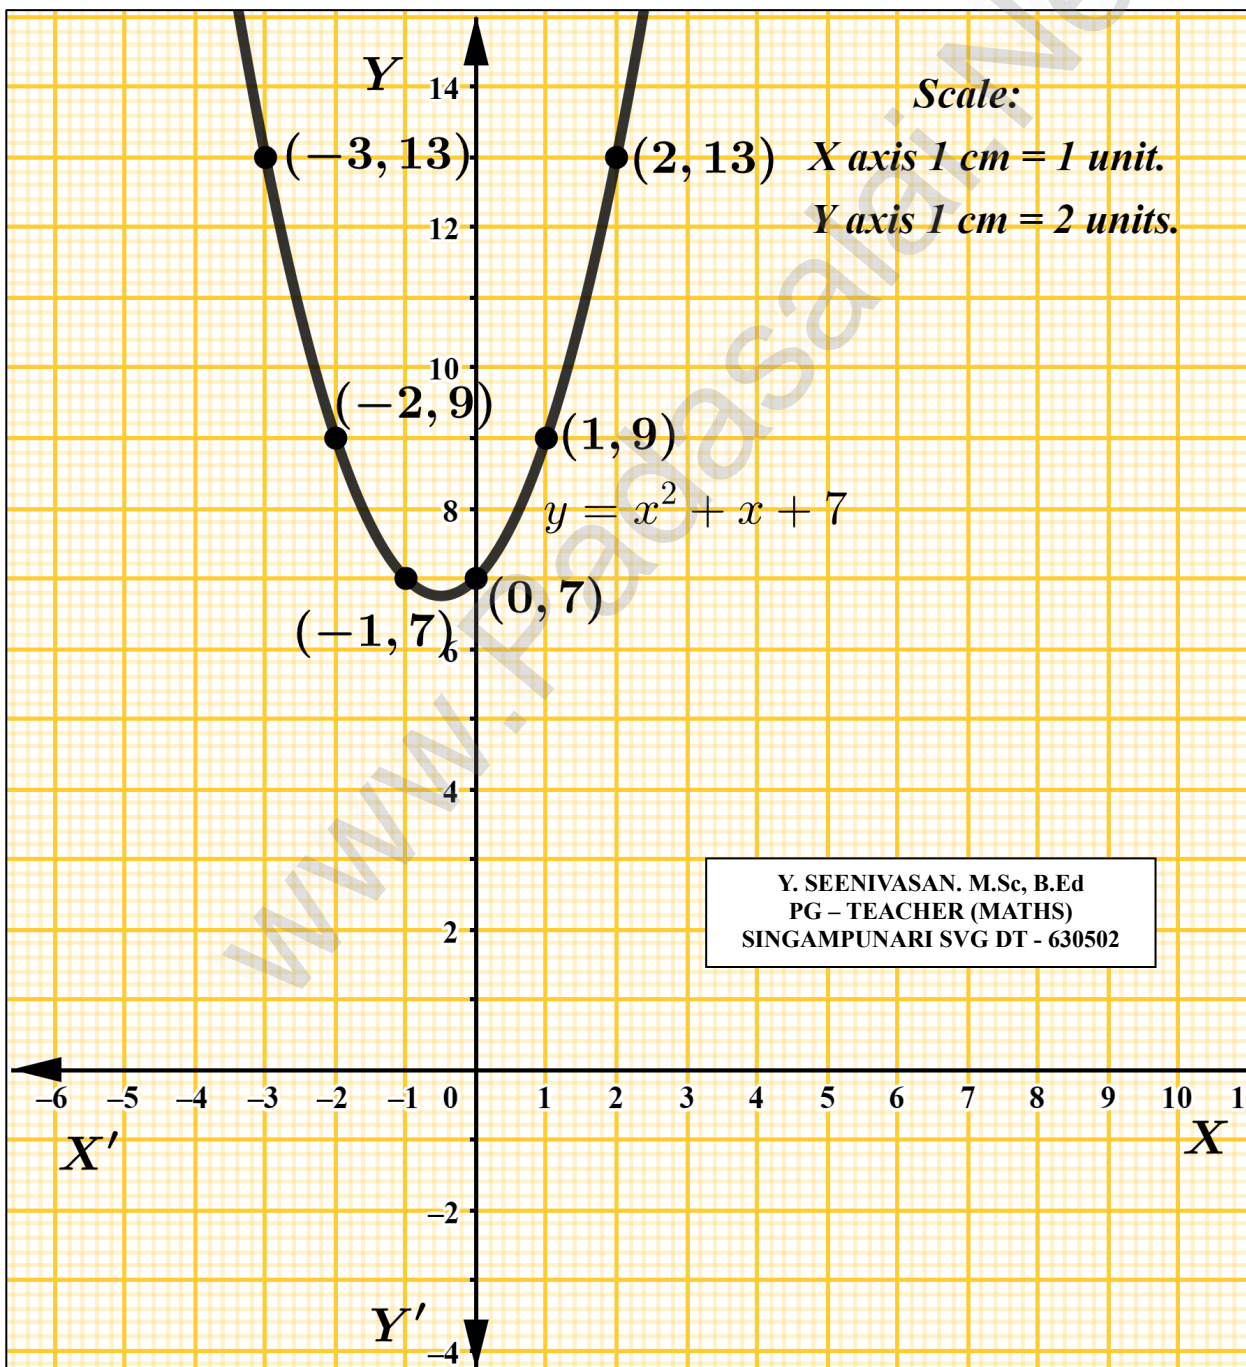 Y
14
Scale:
(−3, 13)
(2, 13)
X axis 1 cm = 1 unit.
12
Y axis 1 cm = 2 units.
10
(−2, 9)
(1, 9)
8
y = x² + x + 7
(0, 7)
(−1, 7)
6
4
Y. SEENIVASAN. M.Sc, B.Ed
PG – TEACHER (MATHS)
SINGAMPUNARI SVG DT - 630502
2
–6 –5 –4 –3 –2 –1 0 1 2 3 4 5 6 7 8 9 10 1
X′
X
–2
Y′
–4
www.Padasalai.Ne